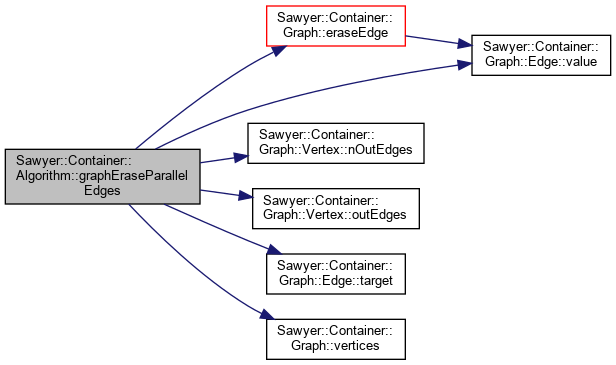 Sawyer::Container::
Graph::eraseEdge
Sawyer::Container::
Graph::Edge::value
Sawyer::Container::
Graph::Vertex::nOutEdges
Sawyer::Container::
Algorithm::graphEraseParallel
Edges
Sawyer::Container::
Graph::Vertex::outEdges
Sawyer::Container::
Graph::Edge::target
Sawyer::Container::
Graph::vertices